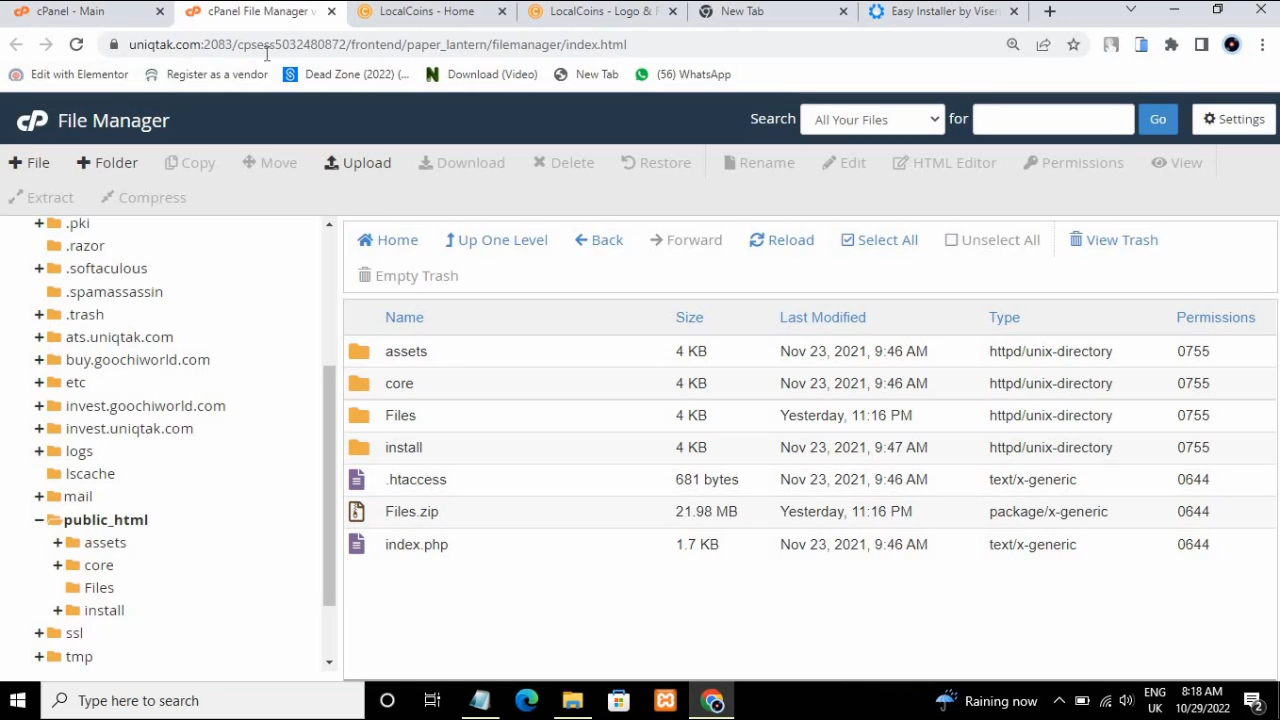 cPanel - Main
cPanel File Manager v
LocalCoins - Home
LocalCoins - Logo & F
New Tab
Easy Installer by Viser
uniqtak.com:2083/cpsess5032480872/frontend/paper_lantern/filemanager/index.html
Edit with Elementor
Register as a vendor
Dead Zone (2022) (...
Download (Video)
New Tab
(56) WhatsApp
cP File Manager
Search All Your Files for Go Settings
File Folder Copy Move Upload Download Delete Restore Rename Edit HTML Editor Permissions View
Extract Compress
.pki
.razor
.softaculous
.spamassassin
.trash
ats.uniqtak.com
buy.goochiworld.com
etc
invest.goochiworld.com
invest.uniqtak.com
logs
lscache
mail
public_html
assets
core
Files
install
ssl
tmp
Home Up One Level Back Forward Reload Select All Unselect All View Trash
Empty Trash
Name Size Last Modified Type Permissions
assets 4 KB Nov 23, 2021, 9:46 AM httpd/unix-directory 0755
core 4 KB Nov 23, 2021, 9:46 AM httpd/unix-directory 0755
Files 4 KB Yesterday, 11:16 PM httpd/unix-directory 0755
install 4 KB Nov 23, 2021, 9:47 AM httpd/unix-directory 0755
.htaccess 681 bytes Nov 23, 2021, 9:46 AM text/x-generic 0644
Files.zip 21.98 MB Yesterday, 11:16 PM package/x-generic 0644
index.php 1.7 KB Nov 23, 2021, 9:46 AM text/x-generic 0644
Type here to search
Raining now
ENG
UK
8:18 AM
10/29/2022
2